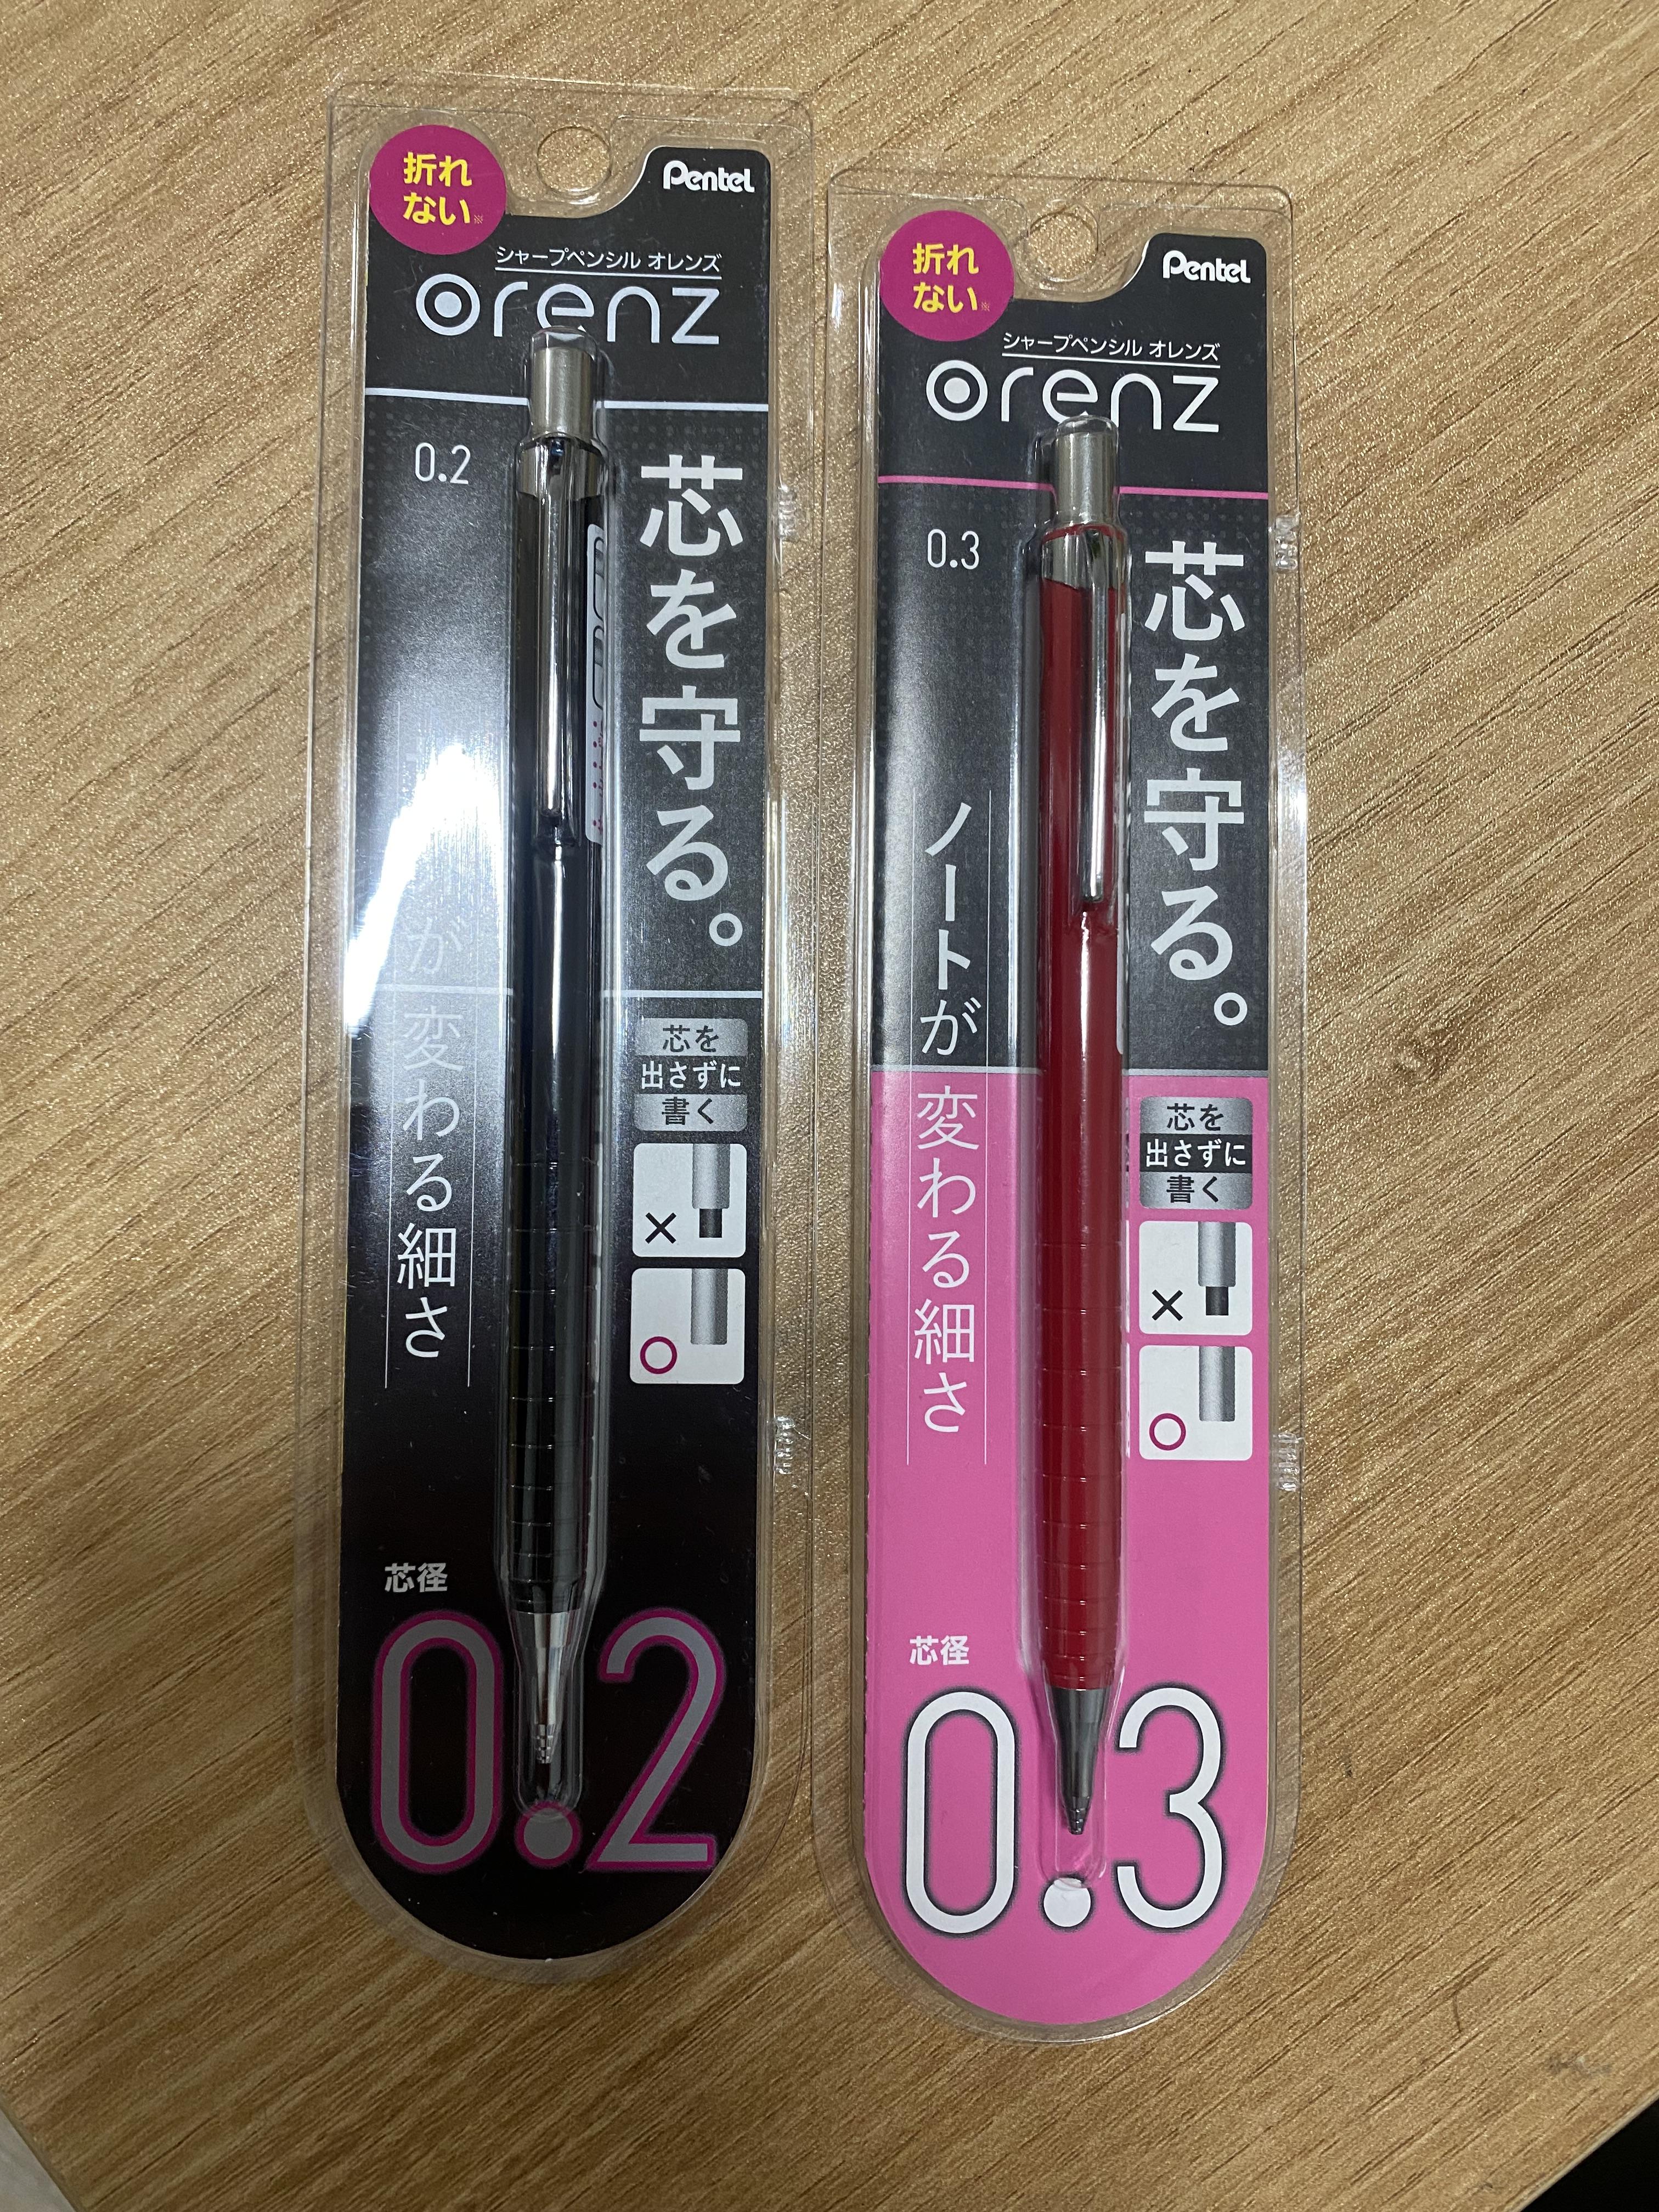 折れ
ない※
Pentel
シャープペンシル オレンズ
orenz
0.2
芯を守る。
が変わる細さ
芯を
出さずに
書く
×
○
芯径
0.2
折れ
ない※
Pentel
シャープペンシル オレンズ
orenz
0.3
芯を守る。
ノートが変わる細さ
芯を
出さずに
書く
×
○
芯径
0.3